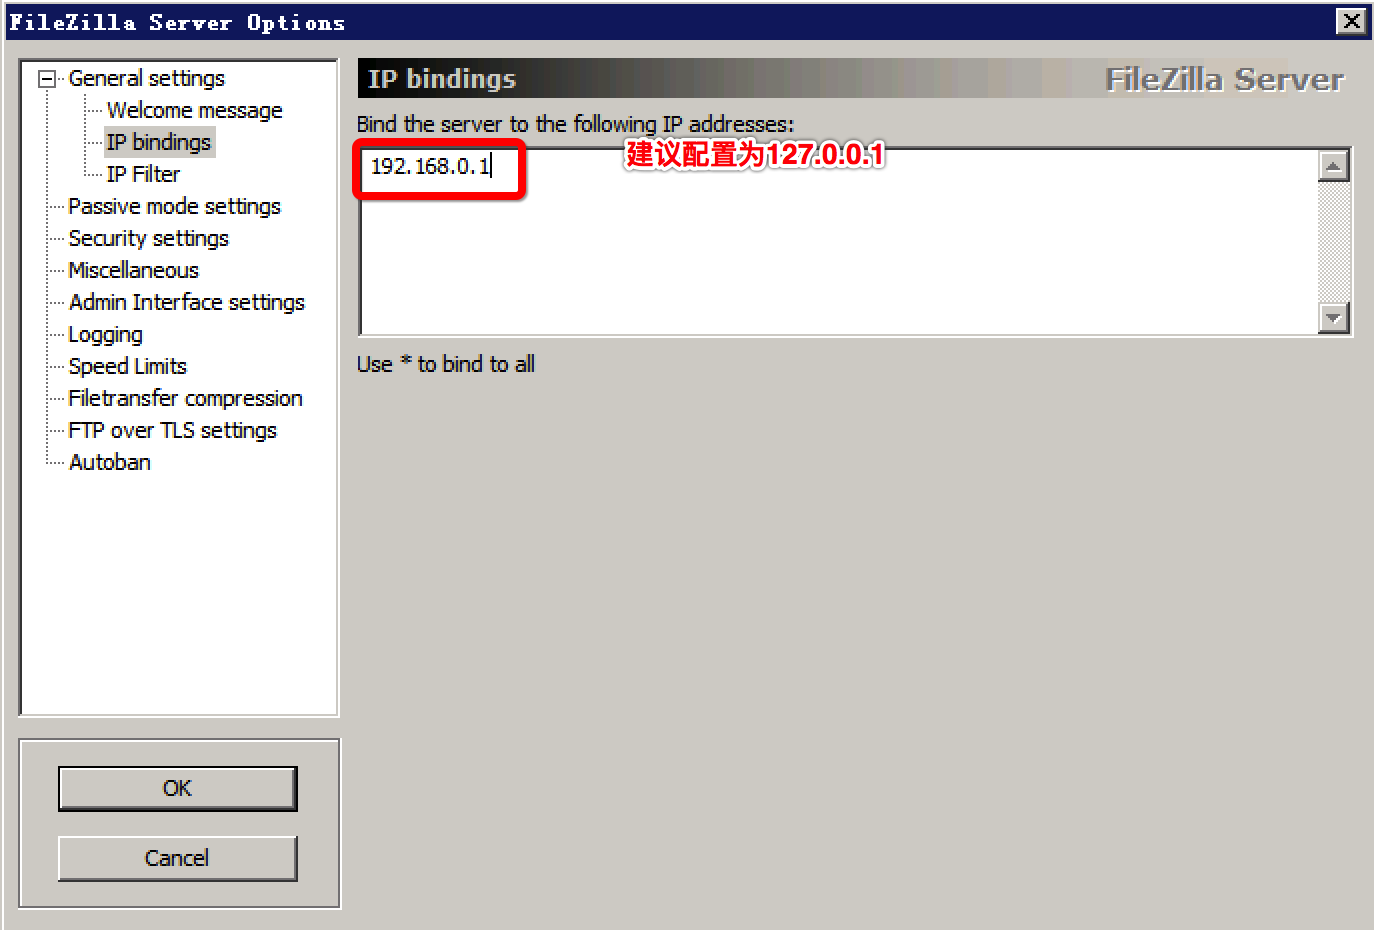 FileZilla Server Options
General settings
Welcome message
IP bindings
IP Filter
Passive mode settings
Security settings
Miscellaneous
Admin Interface settings
Logging
Speed Limits
Filetransfer compression
FTP over TLS settings
Autoban
OK
Cancel
IP bindings
FileZilla Server
Bind the server to the following IP addresses:
建议配置为127.0.0.1
192.168.0.1
Use * to bind to all